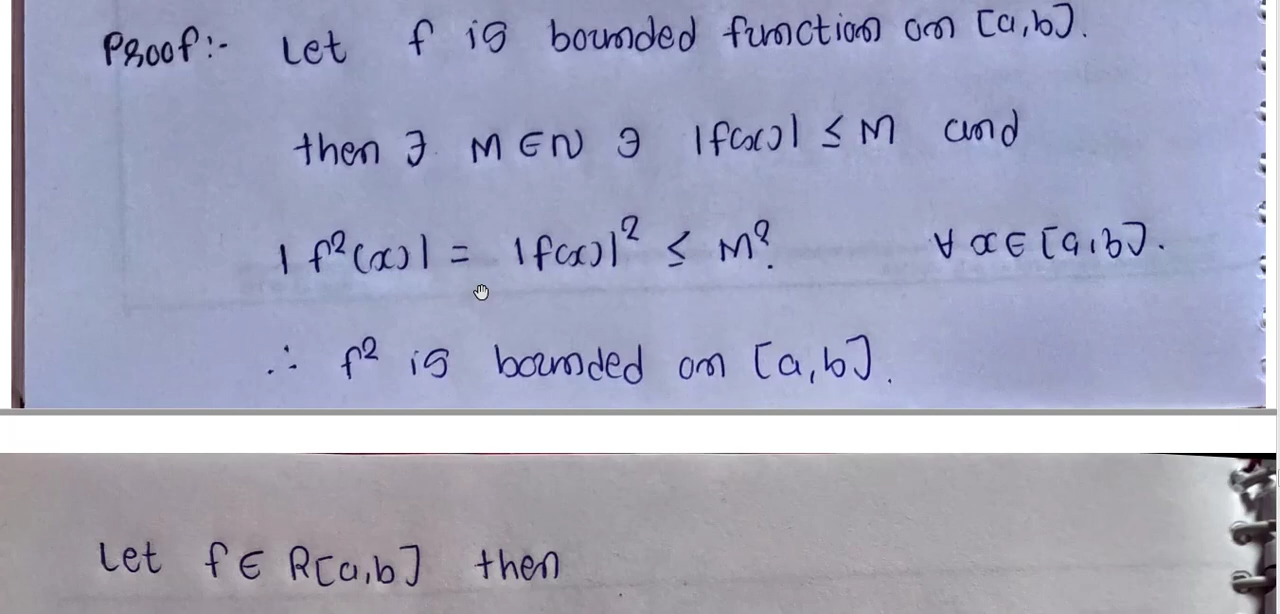 Proof:- Let f is bounded function on [a,b].
then ∃ M ∈ N ∋ |f(x)| ≤ M and
|f²(x)| = |f(x)|² ≤ M² ∀ x ∈ [a,b].
∴ f² is bounded on [a,b].
Let f ∈ R[a,b] then